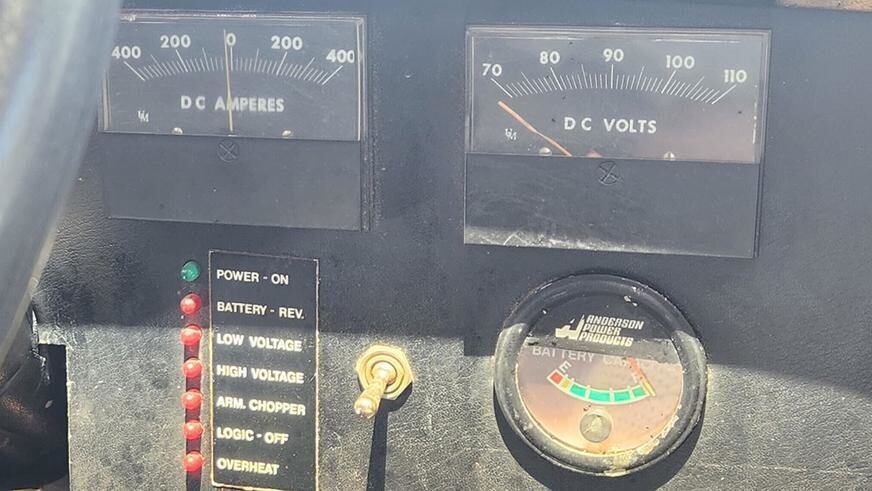 400 200 0 200 400
DC AMPERES
70 80 90 100 110
DC VOLTS
POWER - ON
BATTERY - REV.
LOW VOLTAGE
HIGH VOLTAGE
ARM. CHOPPER
LOGIC - OFF
OVERHEAT
ANDERSON
POWER
PRODUCTS
BATTERY
E